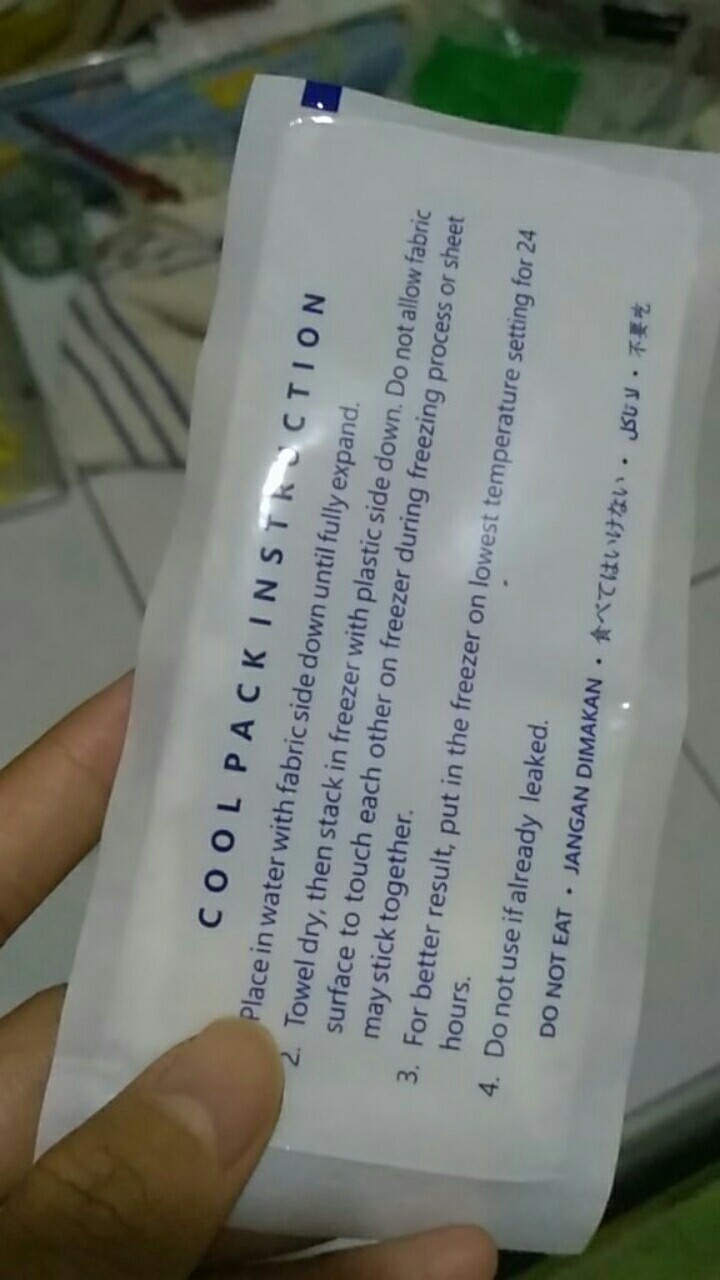 COOL PACK INSTRUCTION
Place in water with fabric side down until fully expand.
2. Towel dry, then stack in freezer with plastic side down. Do not allow fabric
surface to touch each other on freezer during freezing process or sheet
may stick together.
3. For better result, put in the freezer on lowest temperature setting for 24
hours.
4. Do not use if already leaked.
DO NOT EAT • JANGAN DIMAKAN • 食べてはいけない • • 不要吃